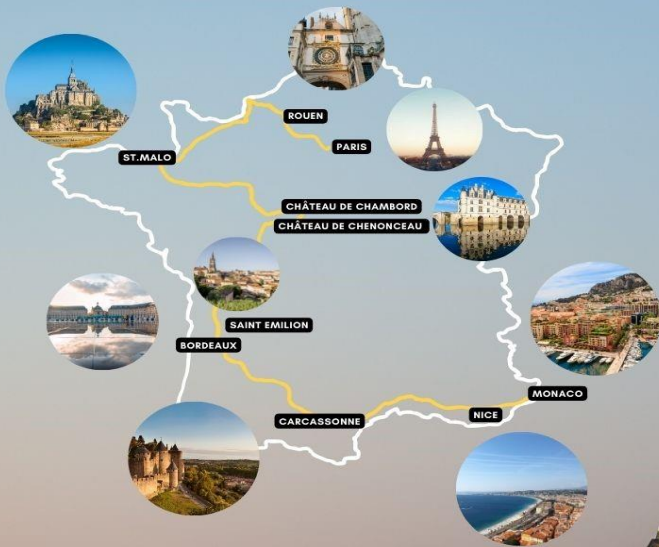 ROUEN
PARIS
ST.MALO
CHÂTEAU DE CHAMBORD
CHÂTEAU DE CHENONCEAU
SAINT EMILION
BORDEAUX
MONACO
NICE
CARCASSONNE